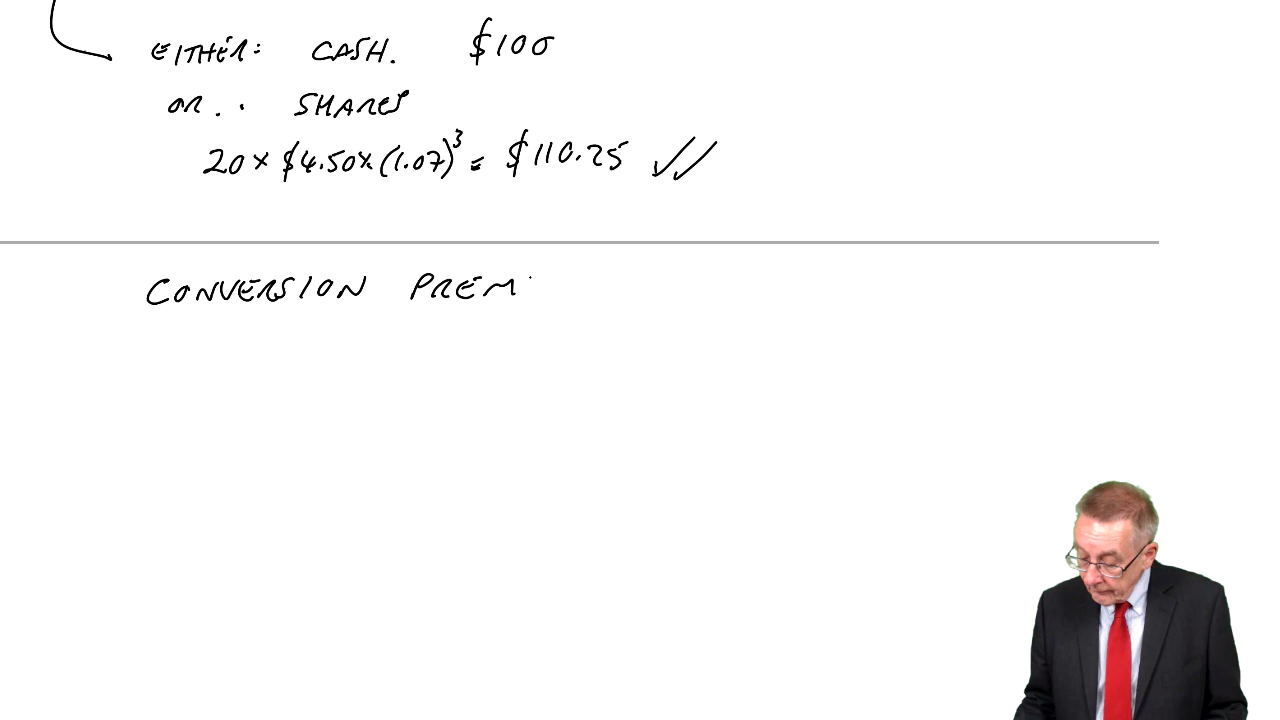 EITHER: CASH. $100
OR.. SHARES
20 × $4.50 × (1.07)³ = $110.25 ✓✓
CONVERSION PREM